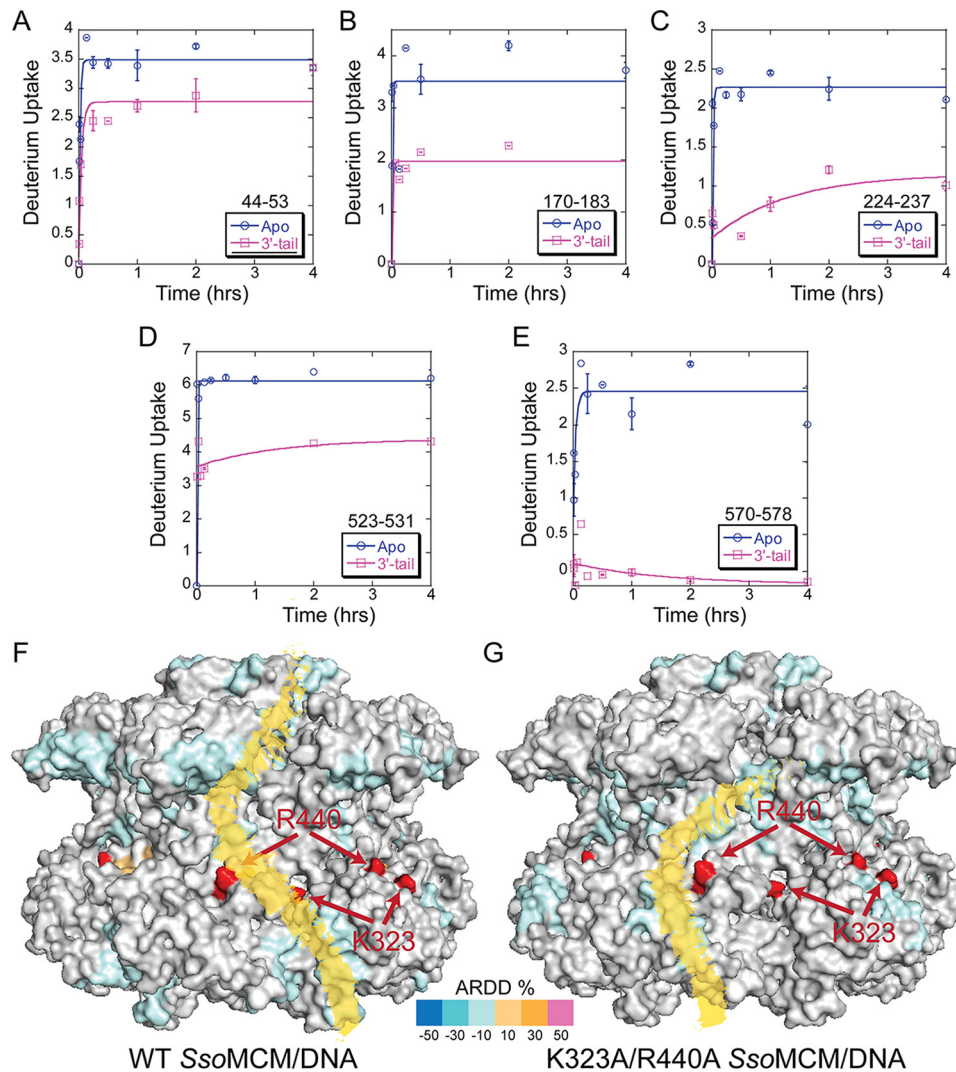 A
Deuterium Uptake
4
3.5
3
2.5
2
1.5
1
0.5
0
0 1 2 3 4
Time (hrs)
44-53
Apo
3'-tail
B
Deuterium Uptake
4
3
2
1
0
0 1 2 3 4
Time (hrs)
170-183
Apo
3'-tail
C
Deuterium Uptake
3
2.5
2
1.5
1
0.5
0
0 1 2 3 4
Time (hrs)
224-237
Apo
3'-tail
D
Deuterium Uptake
7
6
5
4
3
2
1
0
0 1 2 3 4
Time (hrs)
523-531
Apo
3'-tail
E
Deuterium Uptake
3
2.5
2
1.5
2
1
0
0 1 2 3 4
Time (hrs)
570-578
Apo
3'-tail
F
R440
K323
WT SsoMCM/DNA
G
R440
K323
K323A/R440A SsoMCM/DNA
ARDD %
-50 -30 -10 10 30 50